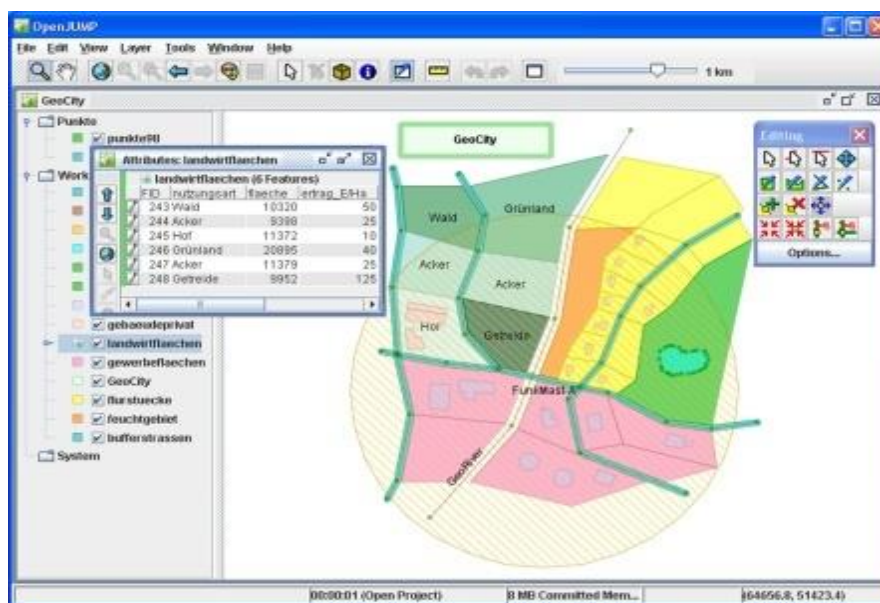 OpenJUMP
File Edit View Layer Tools Window Help
1 km
GeoCity
Punkte
punkte90
Work
Attributes: landwirtflaechen
landwirtflaechen (6 Features)
FID nutzungsart flaeche ertrag_E/Ha
243 Wald 10320 50
244 Acker 9398 25
245 Hof 11372 10
246 Grünland 20895 40
247 Acker 11379 25
248 Getreide 9952 125
gebaeudeprivat
landwirtflaechen
gewerbeflaechen
GeoCity
flurstuecke
feuchtgebiet
bufferstrassen
System
GeoCity
Wald
Grünland
Acker
Acker
Hof
Getreide
FunkMast A
GeoRiver
Editing
Options...
00:00:01 (Open Project)
8 MB Committed Mem...
(64656.8, 51423.4)